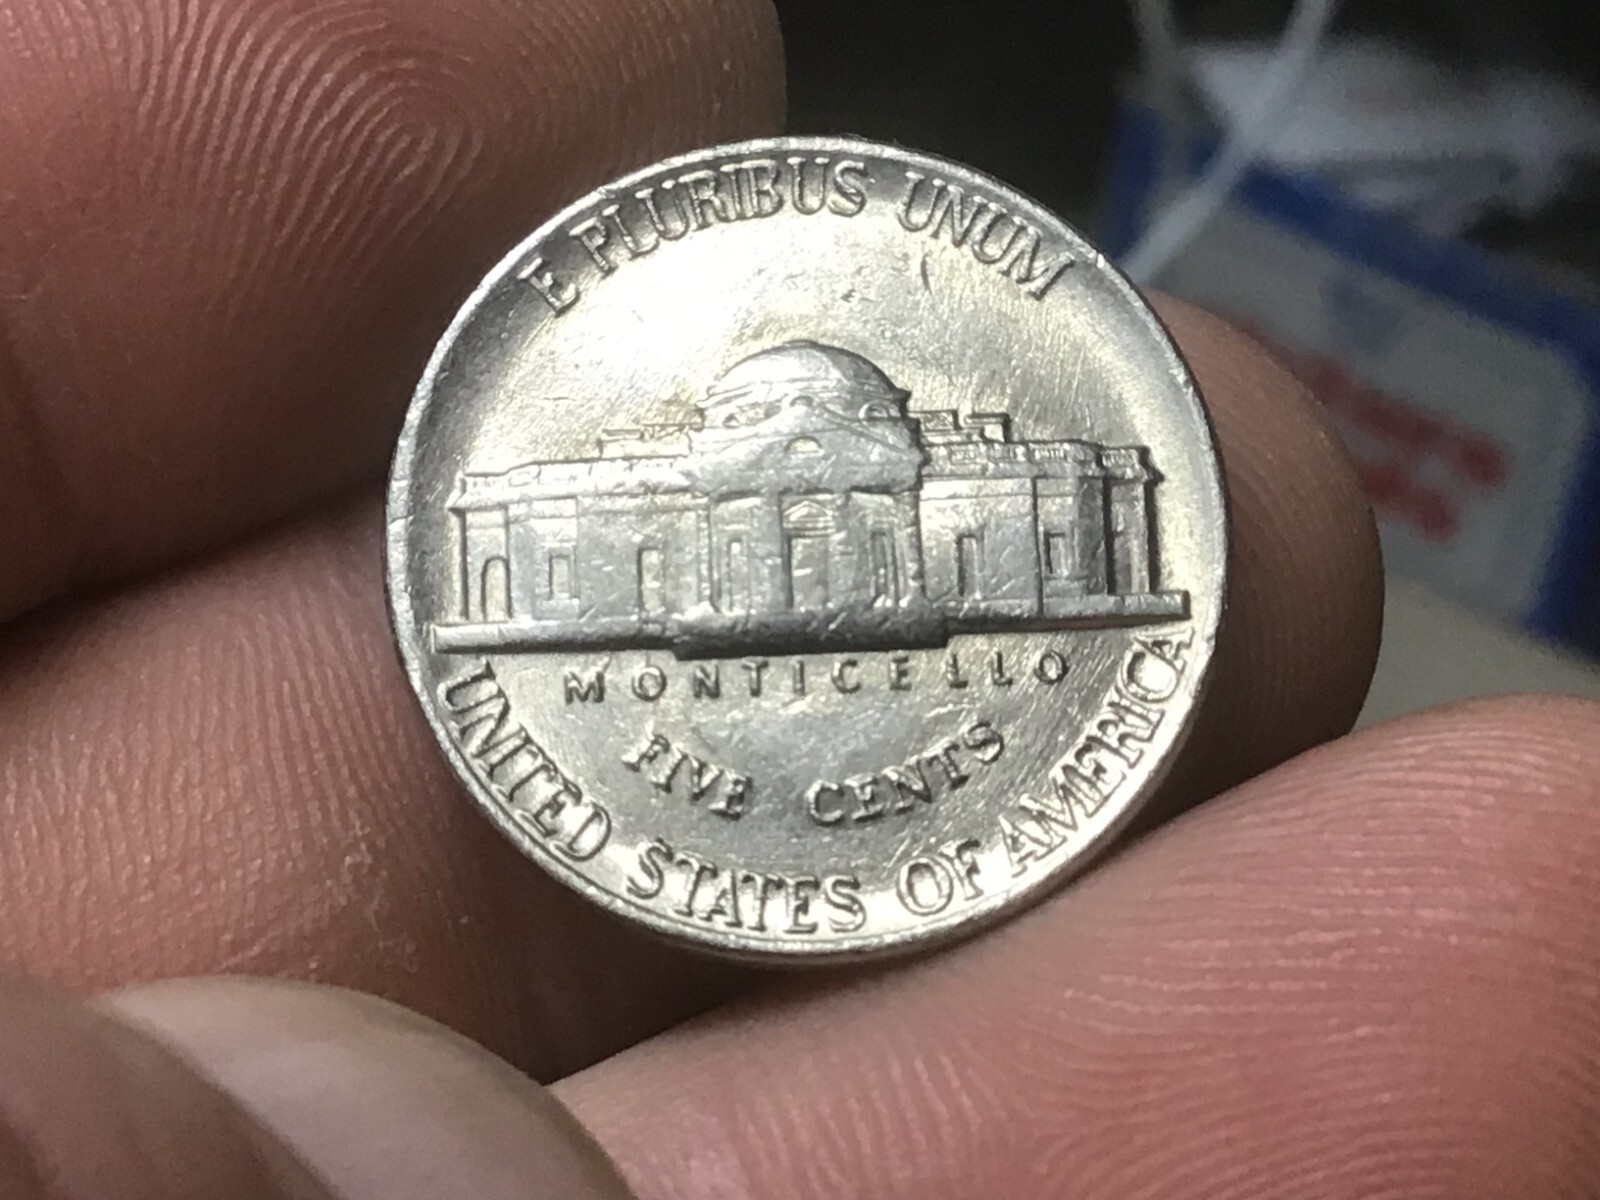 E PLURIBUS UNUM
MONTICELLO
FIVE CENTS
UNITED STATES OF AMERICA